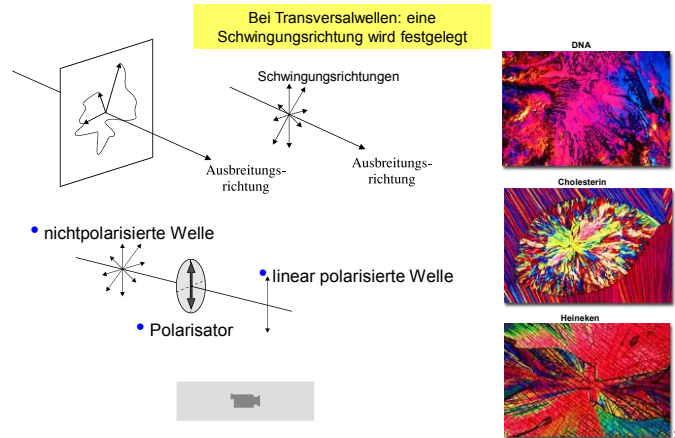 Bei Transversalwellen: eine
Schwingungsrichtung wird festgelegt
Schwingungsrichtungen
Ausbreitungs-
richtung
Ausbreitungs-
richtung
• nichtpolarisierte Welle
• linear polarisierte Welle
• Polarisator
DNA
Cholesterin
Heineken